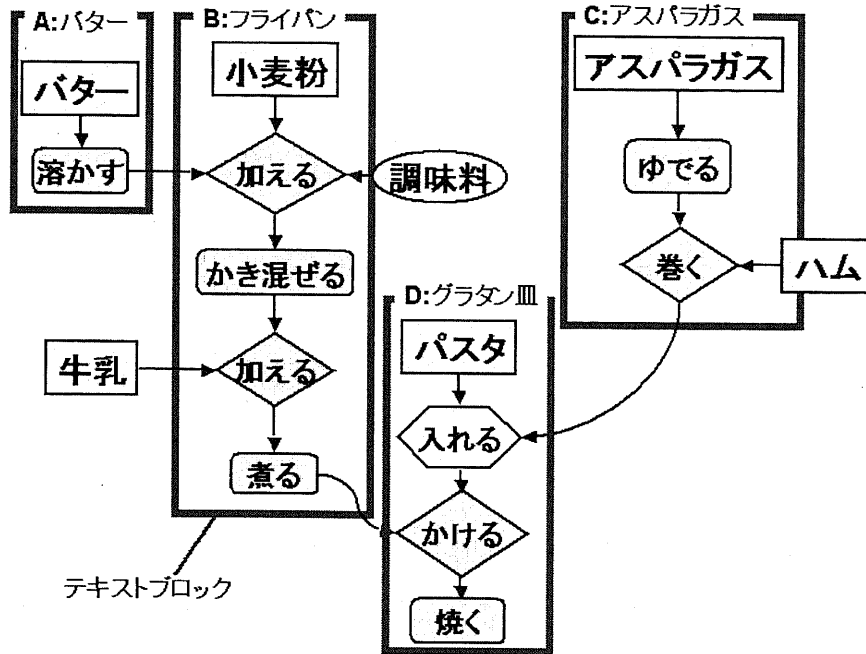 A:バター
バター
溶かす
B:フライパン
小麦粉
加える
調味料
かき混ぜる
牛乳
加える
煮る
テキストブロック
C:アスパラガス
アスパラガス
ゆでる
巻く
ハム
D:グラタン皿
パスタ
入れる
かける
焼く